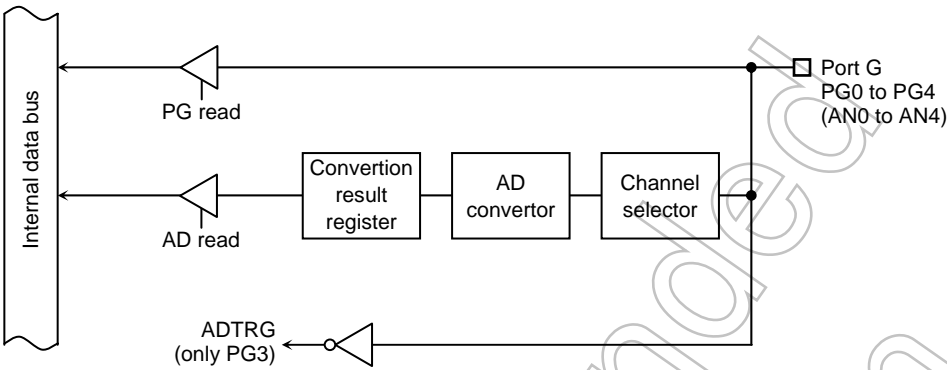 Internal data bus
PG read
Port G
PG0 to PG4
(AN0 to AN4)
AD read
Convertion
result
register
AD
convertor
Channel
selector
ADTRG
(only PG3)